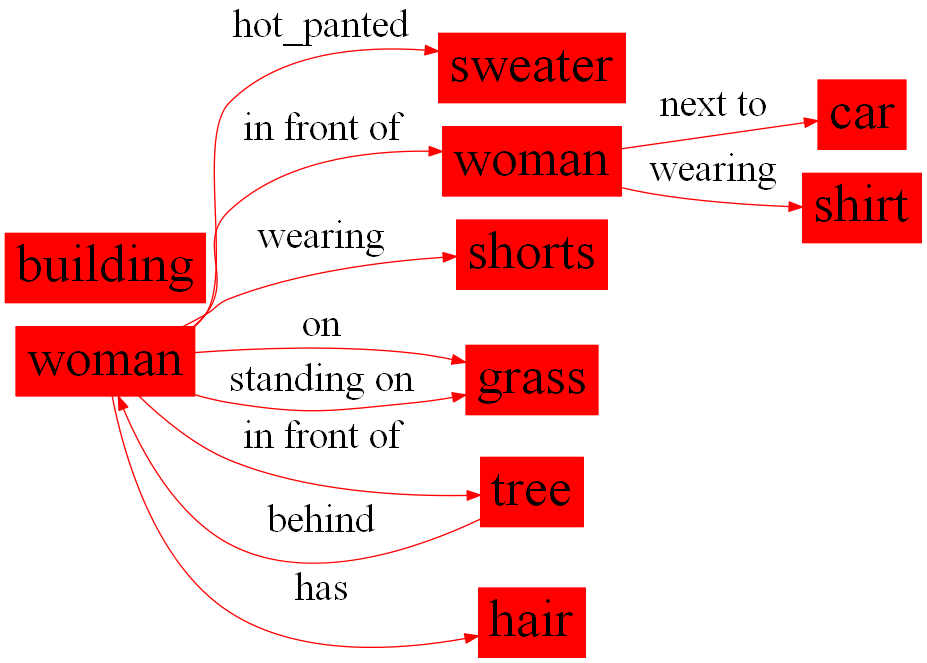 hot_panted
sweater
in front of
woman
next to
car
wearing
shirt
wearing
shorts
building
woman
on
grass
standing on
in front of
tree
behind
has
hair